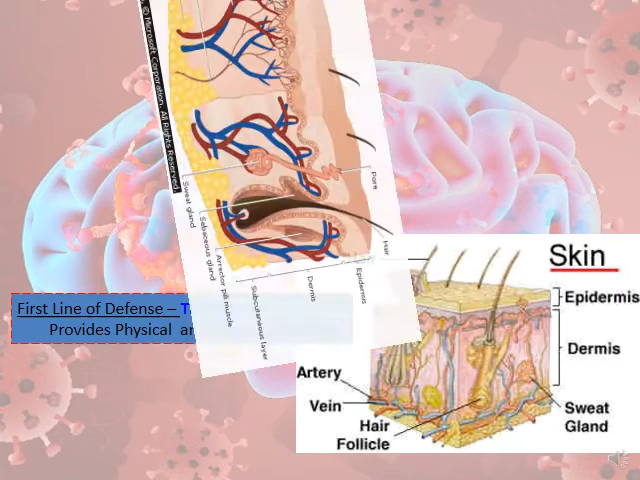 © Microsoft Corporation. All Rights Reserved.
Pore
Sweat gland
Sebaceous gland
Hair
Arrector pili muscle
Subcutaneous layer
Dermis
Epidermis
First Line of Defense –
Provides Physical
Skin
Epidermis
Dermis
Artery
Vein
Hair
Follicle
Sweat
Gland